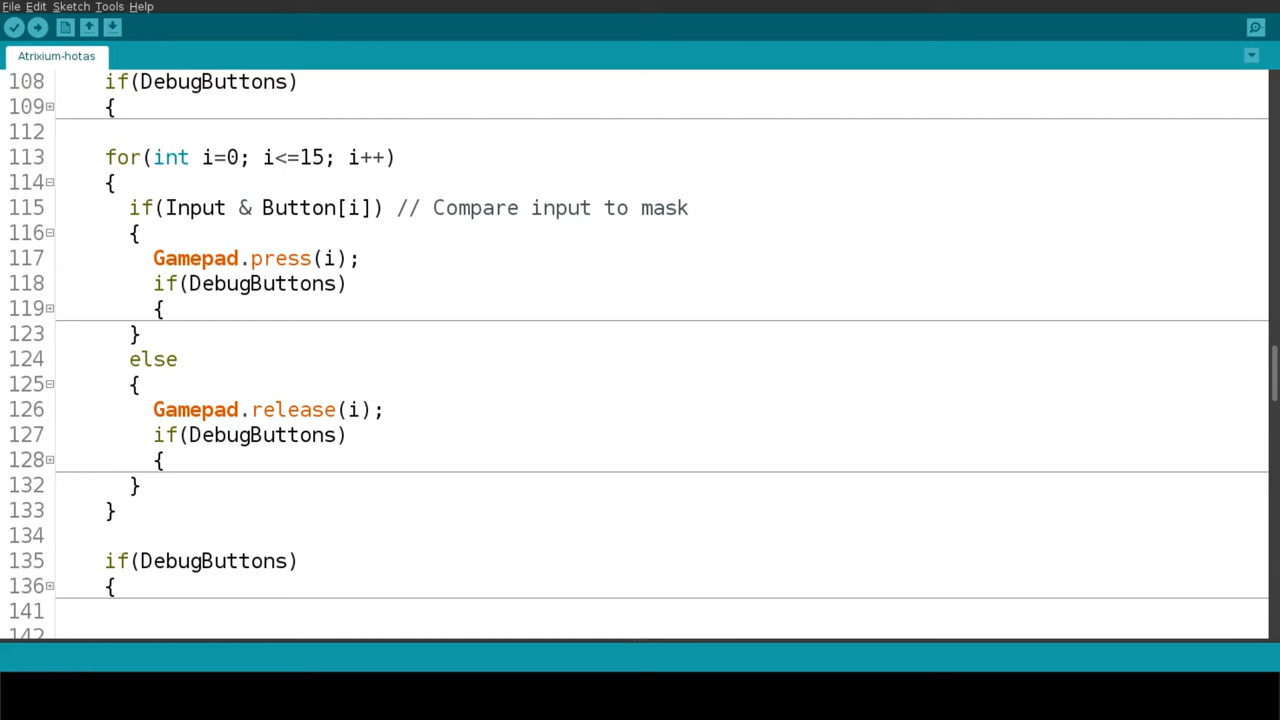 File Edit Sketch Tools Help
Atrixium-hotas
108 if(DebugButtons)
109 {
112
113 for(int i=0; i<=15; i++)
114 {
115 if(Input & Button[i]) // Compare input to mask
116 {
117 Gamepad.press(i);
118 if(DebugButtons)
119 {
123 }
124 else
125 {
126 Gamepad.release(i);
127 if(DebugButtons)
128 {
132 }
133 }
134
135 if(DebugButtons)
136 {
141
142